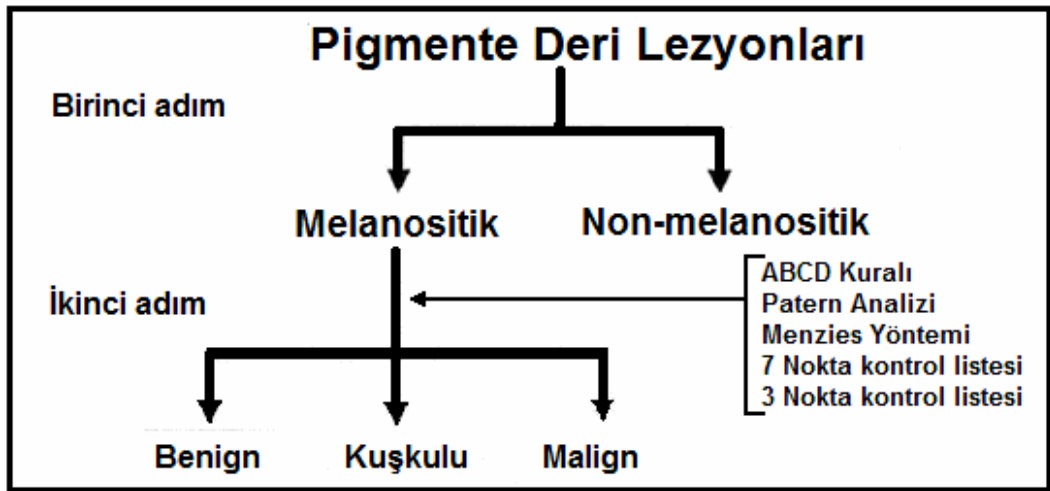 Pigmente Deri Lezyonları
Birinci adım
Melanositik
Non-melanositik
İkinci adım
ABCD Kuralı
Patern Analizi
Menzies Yöntemi
7 Nokta kontrol listesi
3 Nokta kontrol listesi
Benign
Kuşkulu
Malign